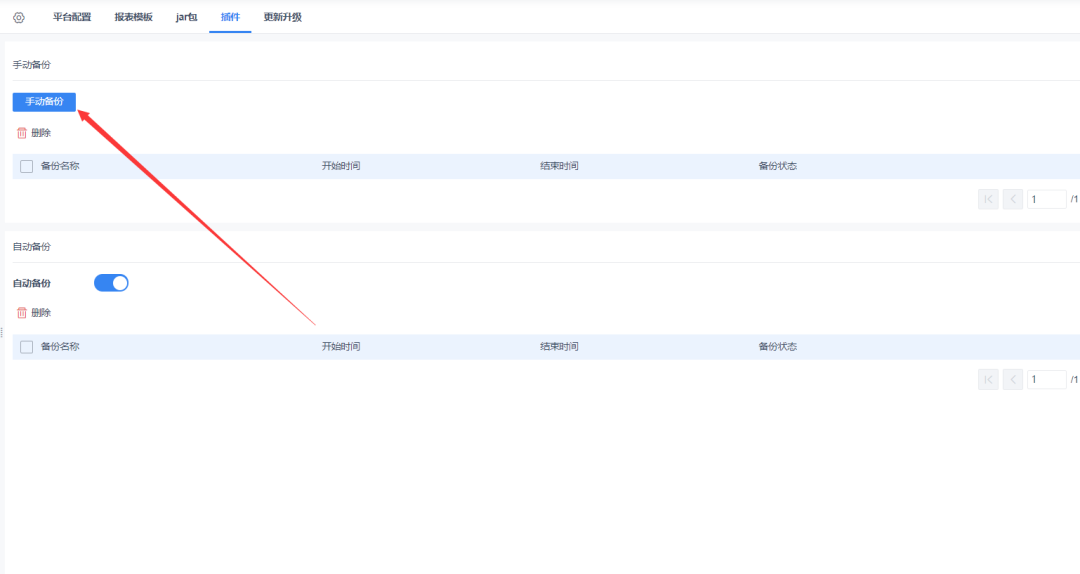 平台配置 报表模板 jar包 插件 更新升级
手动备份
手动备份
删除
备份名称 开始时间 结束时间 备份状态
1 /1
自动备份
自动备份
删除
备份名称 开始时间 结束时间 备份状态
1 /1